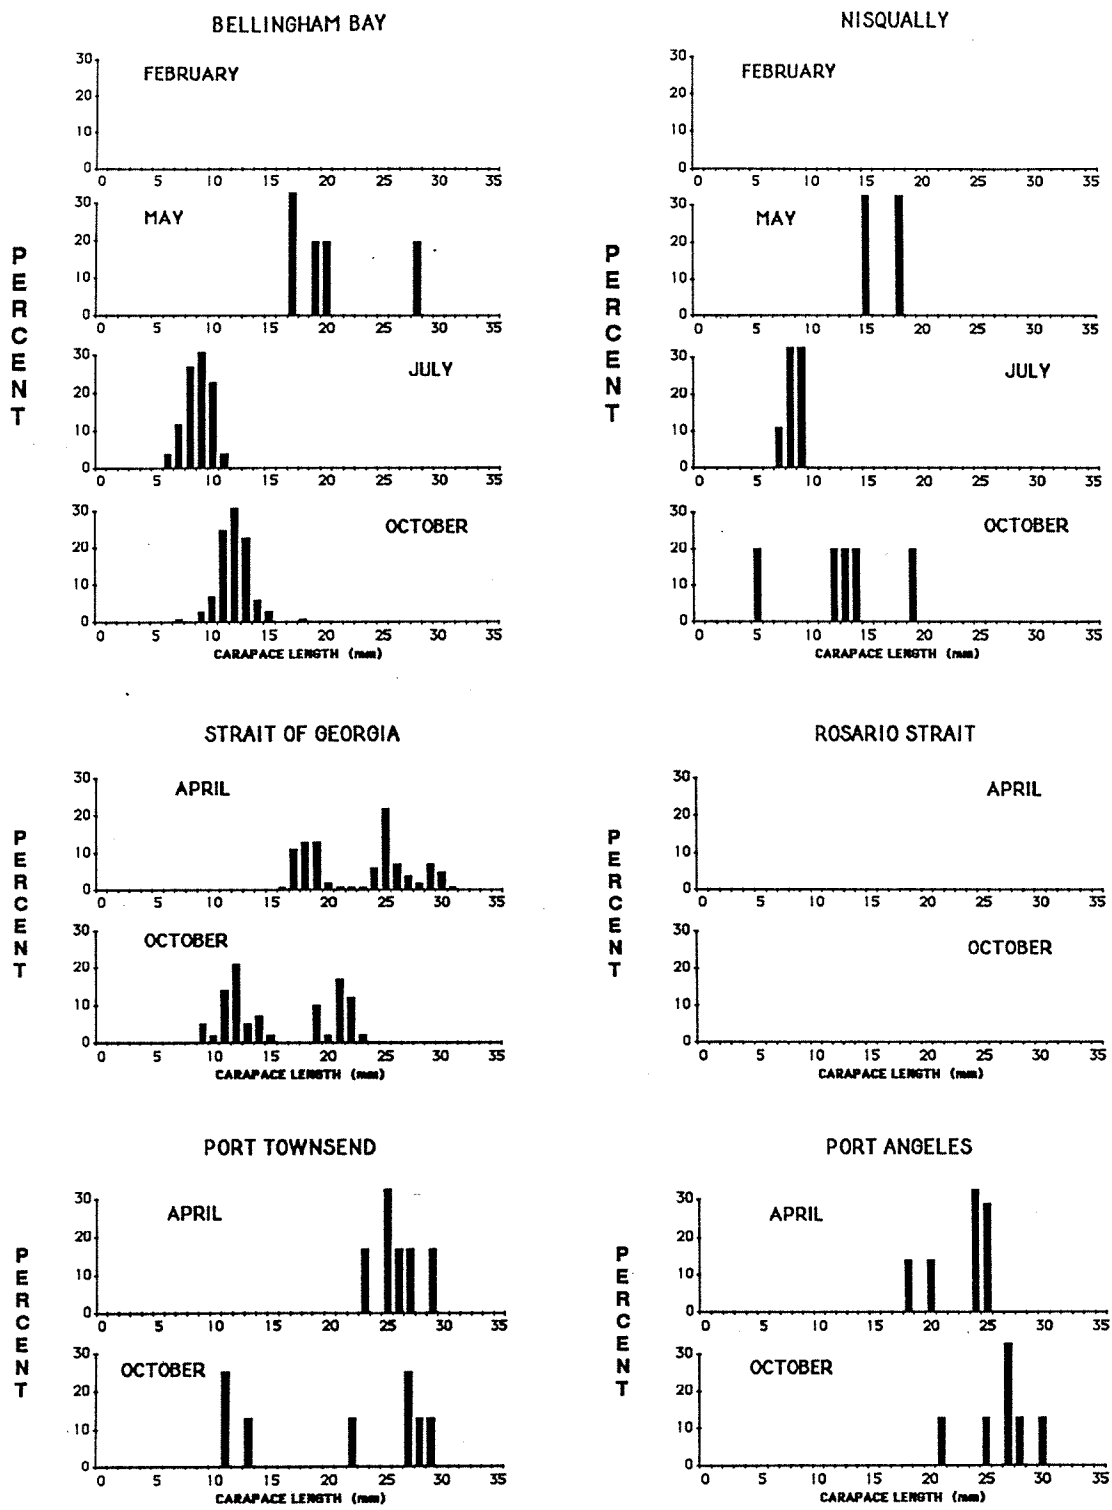 BELLINGHAM BAY
PERCENT
FEBRUARY
30
20
10
0
0 5 10 15 20 25 30 35
MAY
30
20
10
0
0 5 10 15 20 25 30 35
JULY
30
20
10
0
0 5 10 15 20 25 30 35
OCTOBER
30
20
10
0
0 5 10 15 20 25 30 35
CARAPACE LENGTH (mm)
NISQUALLY
PERCENT
FEBRUARY
30
20
10
0
0 5 10 15 20 25 30 35
MAY
30
20
10
0
0 5 10 15 20 25 30 35
JULY
30
20
10
0
0 5 10 15 20 25 30 35
OCTOBER
30
20
10
0
0 5 10 15 20 25 30 35
CARAPACE LENGTH (mm)
STRAIT OF GEORGIA
PERCENT
APRIL
30
20
10
0
0 5 10 15 20 25 30 35
OCTOBER
30
20
10
0
0 5 10 15 20 25 30 35
CARAPACE LENGTH (mm)
ROSARIO STRAIT
PERCENT
APRIL
30
20
10
0
0 5 10 15 20 25 30 35
OCTOBER
30
20
10
0
0 5 10 15 20 25 30 35
CARAPACE LENGTH (mm)
PORT TOWNSEND
PERCENT
APRIL
30
20
10
0
0 5 10 15 20 25 30 35
OCTOBER
30
20
10
0
0 5 10 15 20 25 30 35
CARAPACE LENGTH (mm)
PORT ANGELES
PERCENT
APRIL
30
20
10
0
0 5 10 15 20 25 30 35
OCTOBER
30
20
10
0
0 5 10 15 20 25 30 35
CARAPACE LENGTH (mm)